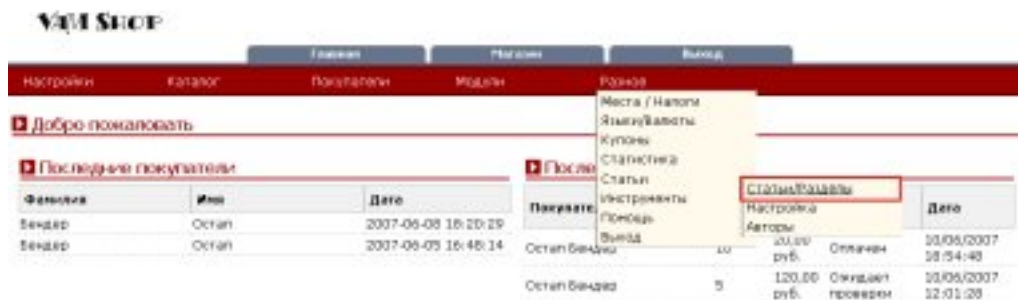 VaM Shop
Главная Магазин Выход
Настройки Каталог Покупатели Модули Разное
Места / Налоги
Языки/Валюты
Купоны
Статистика
Статьи
Инструменты
Помощь
Выход
Статьи/Разделы
Настройка
Авторы
Добро пожаловать
Последние покупатели
Фамилия Имя Дата
Бендер Остап 2007-06-08 18:20:29
Бендер Остап 2007-06-05 16:48:14
После
Покупате Дата
Остап Бендер 10 20,00 руб. Оплачен 10/06/2007 18:54:48
Остап Бендер 5 120,00 руб. Ожидает проверки 10/06/2007 12:01:28